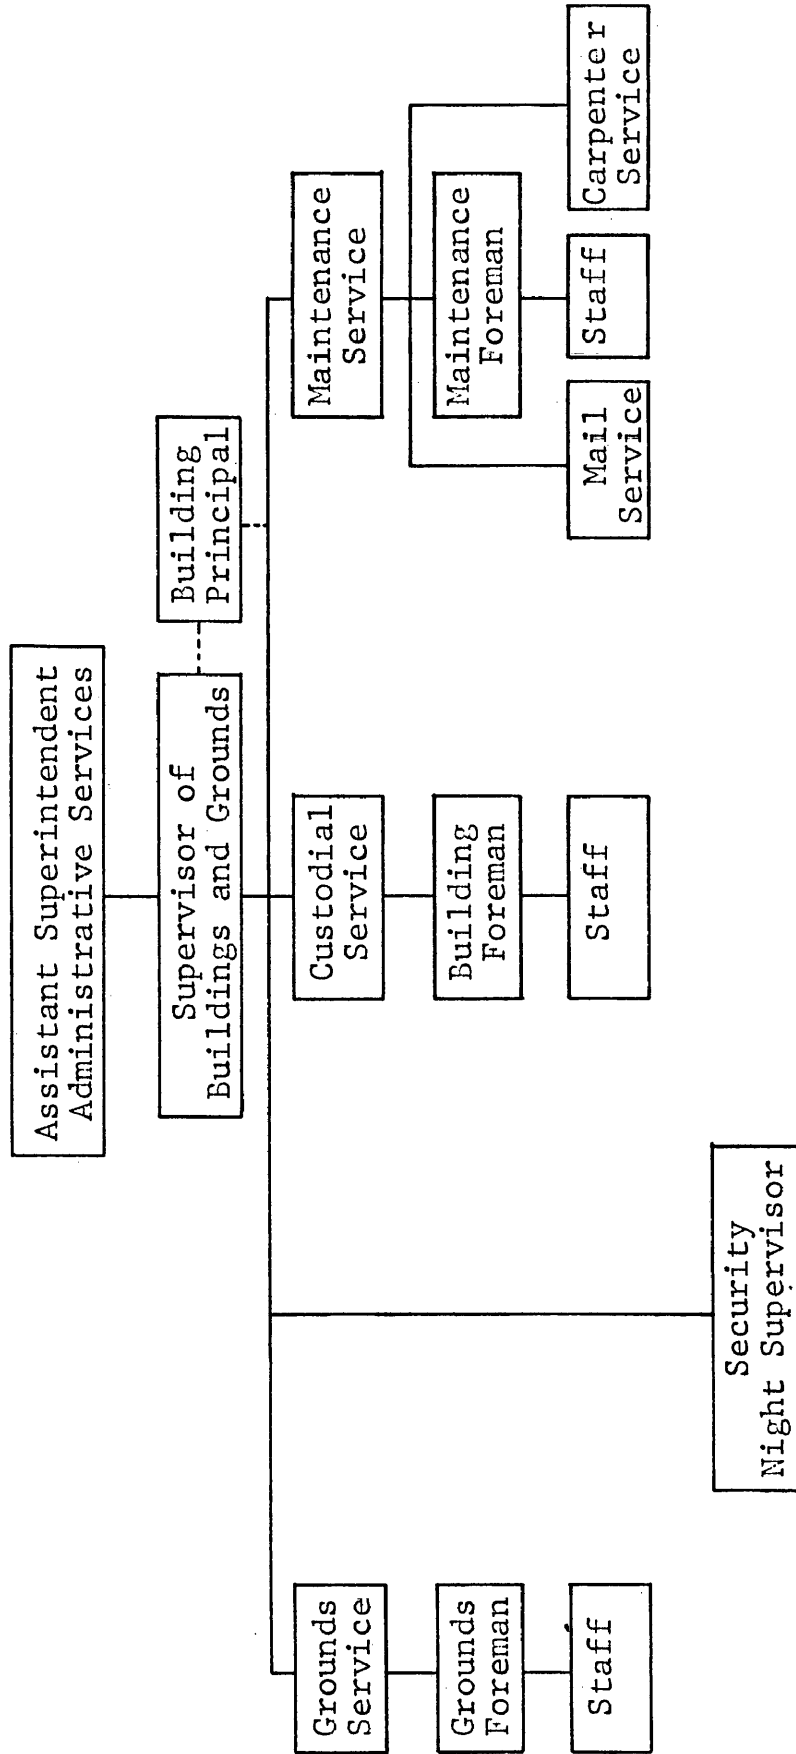 Assistant Superintendent
Administrative Services
Supervisor of
Buildings and Grounds
Building
Principal
Grounds
Service
Custodial
Service
Maintenance
Service
Grounds
Foreman
Building
Foreman
Maintenance
Foreman
Staff
Staff
Mail
Service
Staff
Carpenter
Service
Security
Night Supervisor